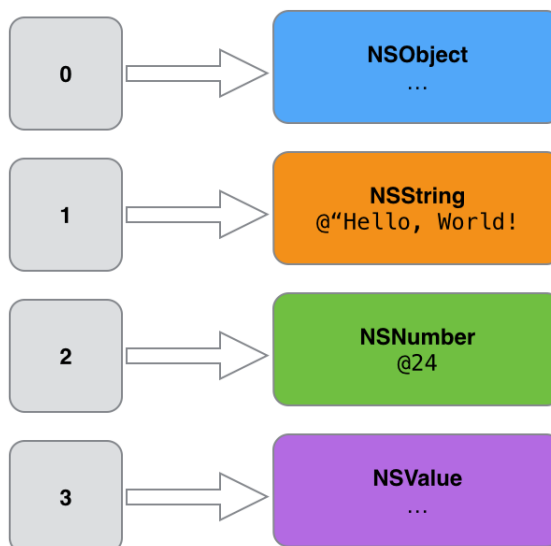 0
NSObject
...
1
NSString
@“Hello, World!
2
NSNumber
@24
3
NSValue
...